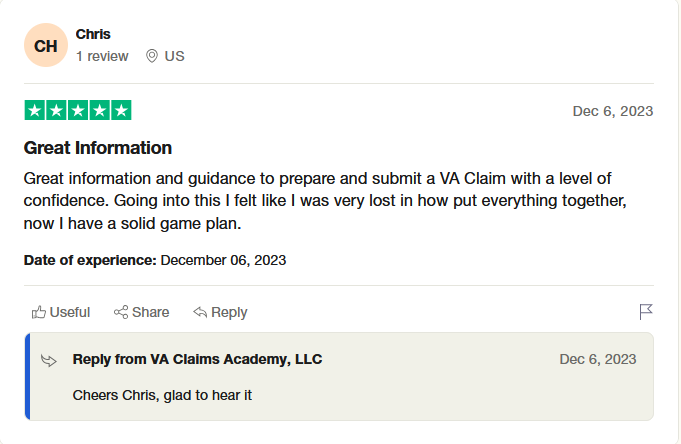 CH
Chris
1 review US
Dec 6, 2023
Great Information
Great information and guidance to prepare and submit a VA Claim with a level of
confidence. Going into this I felt like I was very lost in how put everything together,
now I have a solid game plan.
Date of experience: December 06, 2023
Useful Share Reply
Reply from VA Claims Academy, LLC Dec 6, 2023
Cheers Chris, glad to hear it